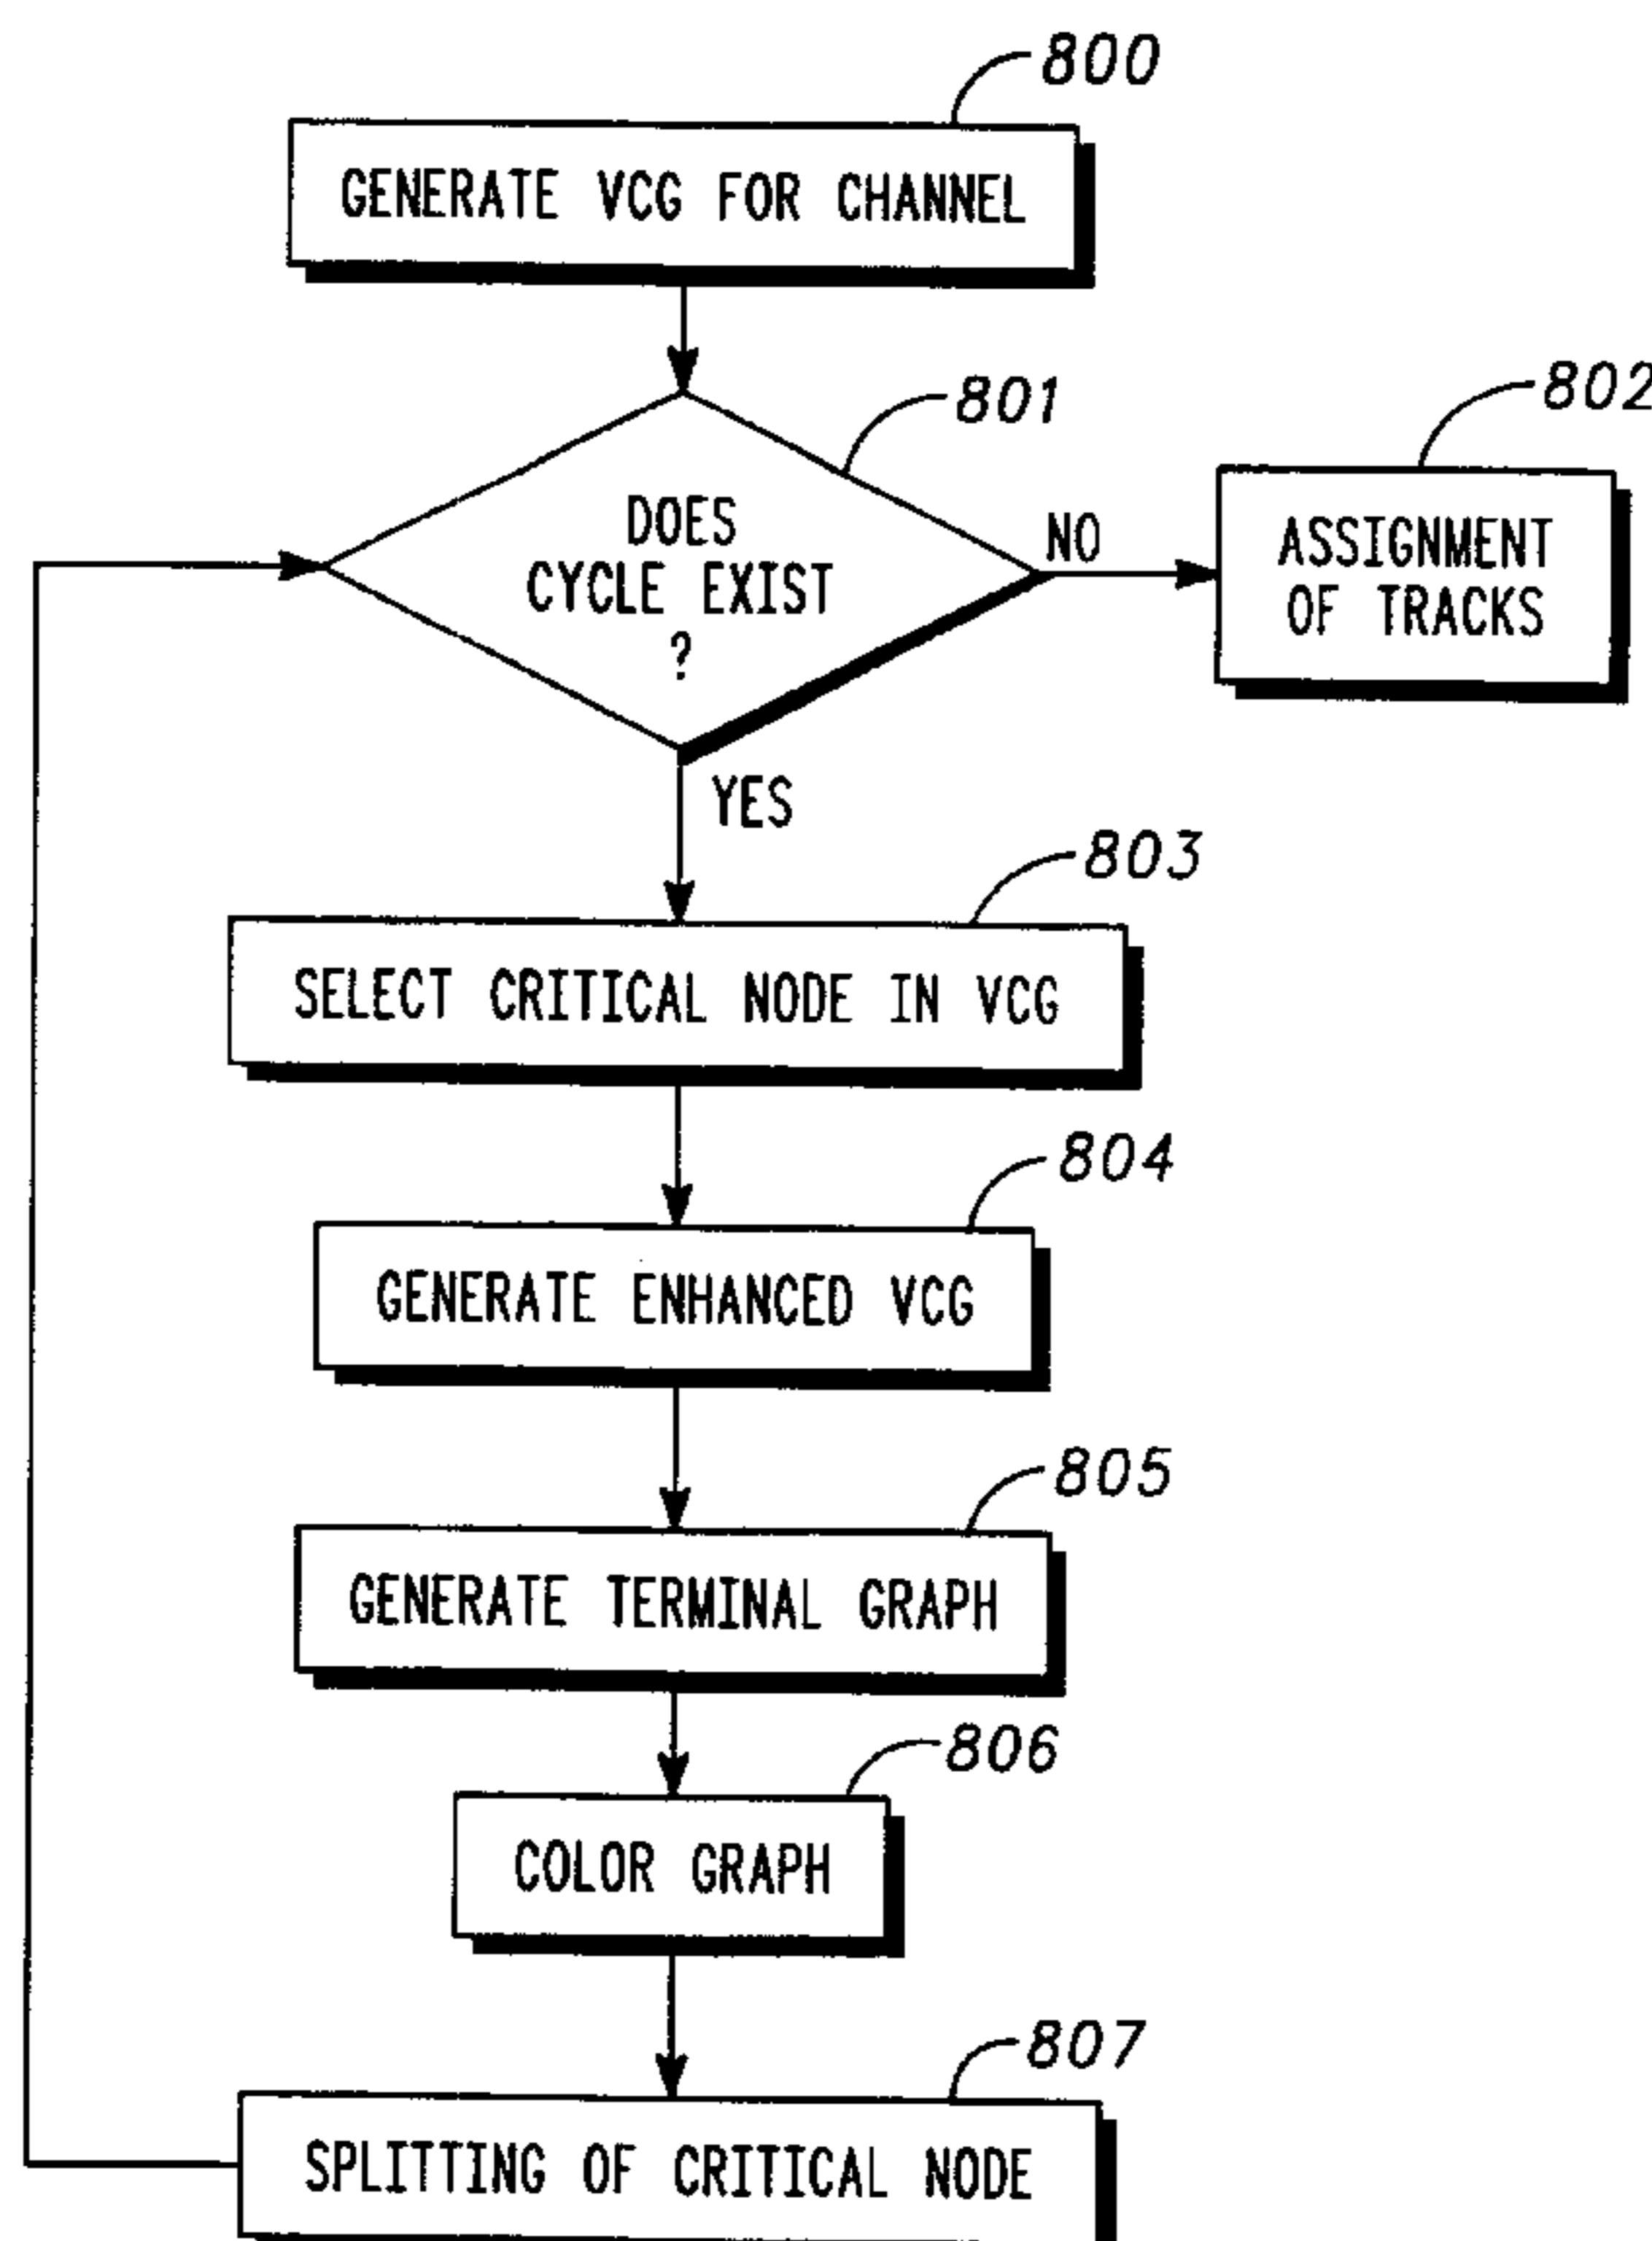 800
GENERATE VCG FOR CHANNEL
801
802
DOES
CYCLE EXIST
?
NO
ASSIGNMENT
OF TRACKS
YES
803
SELECT CRITICAL NODE IN VCG
804
GENERATE ENHANCED VCG
805
GENERATE TERMINAL GRAPH
806
COLOR GRAPH
807
SPLITTING OF CRITICAL NODE